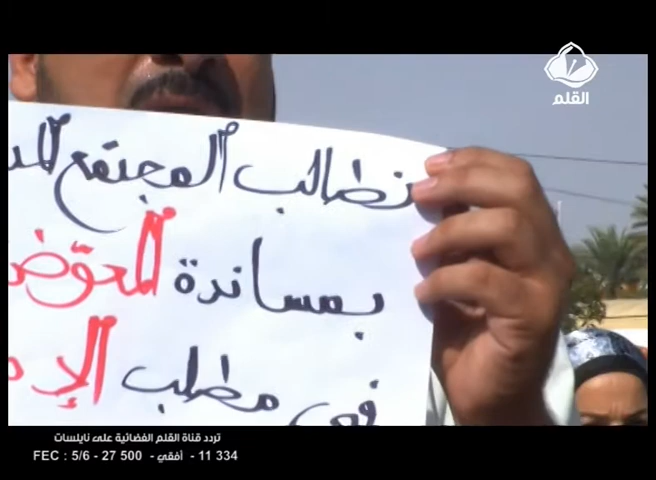 القلم
نطالب المجتمع
بمساندة المعوض
في مطلب
تردد قناة القلم الفضائية على نايلسات
FEC : 5/6 - 27 500 - أفقي - 11 334